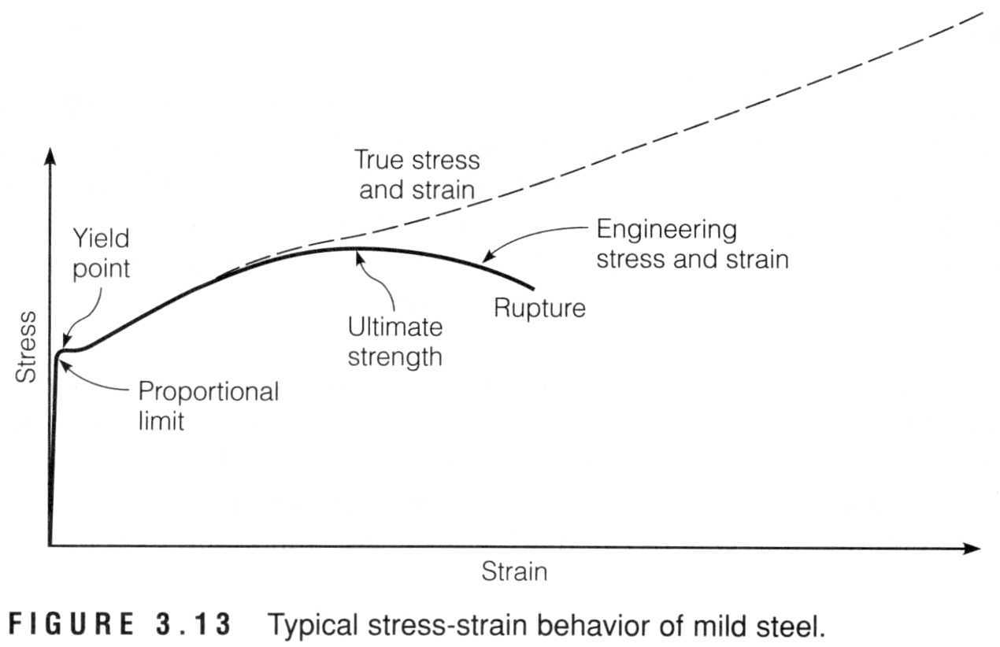 True stress
and strain
Yield
point
Engineering
stress and strain
Rupture
Ultimate
strength
Stress
Proportional
limit
Strain
FIGURE 3.13 Typical stress-strain behavior of mild steel.